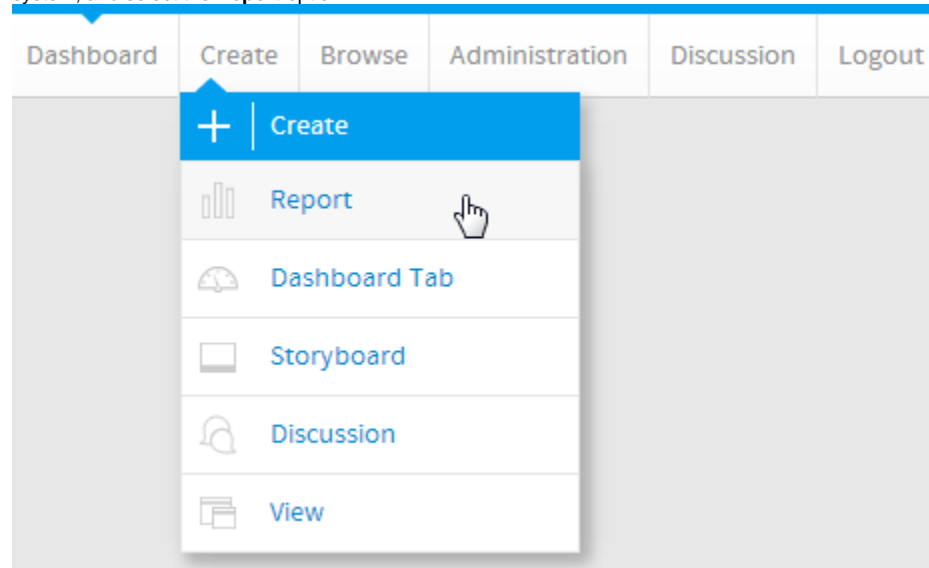 Dashboard Create Browse Administration Discussion Logout
Create
Report
Dashboard Tab
Storyboard
Discussion
View